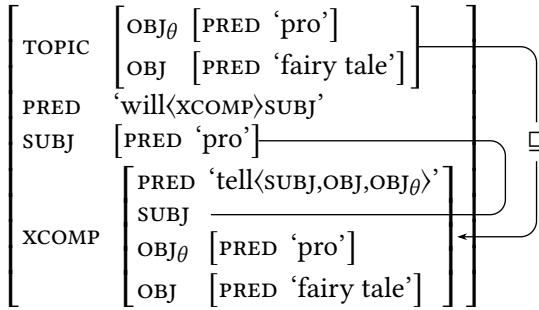 OBJθ [PRED ‘pro’]
TOPIC
OBJ [PRED ‘fairy tale’]
PRED ‘will⟨XCOMP⟩SUBJ’
⊑
SUBJ [PRED ‘pro’]
PRED ‘tell⟨SUBJ,OBJ,OBJθ⟩’
SUBJ
XCOMP
OBJθ [PRED ‘pro’]
OBJ [PRED ‘fairy tale’]